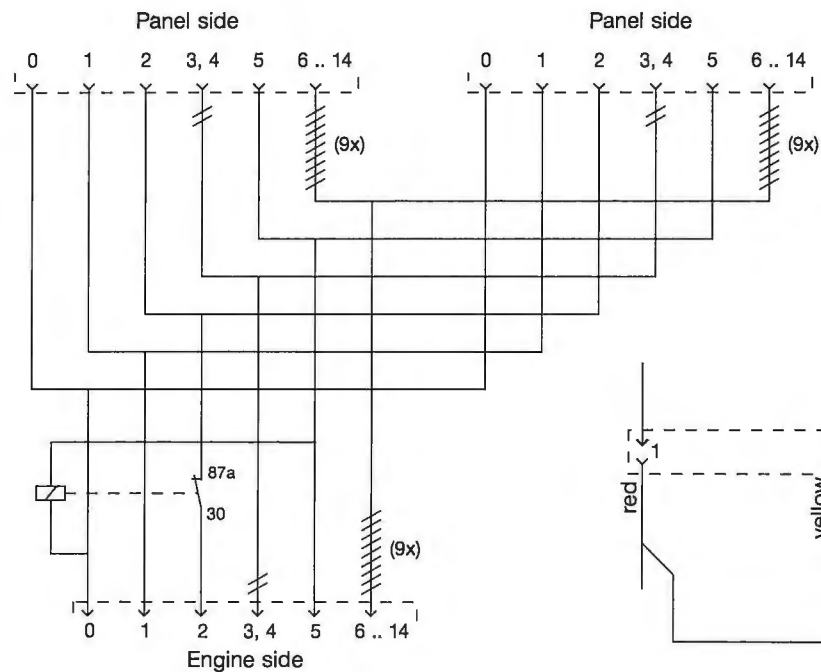 Panel side
Panel side
0 1 2 3, 4 5 6 .. 14
0 1 2 3, 4 5 6 .. 14
(9x)
(9x)
1
87a
red
yellow
30
(9x)
0 1 2 3, 4 5 6 .. 14
Engine side